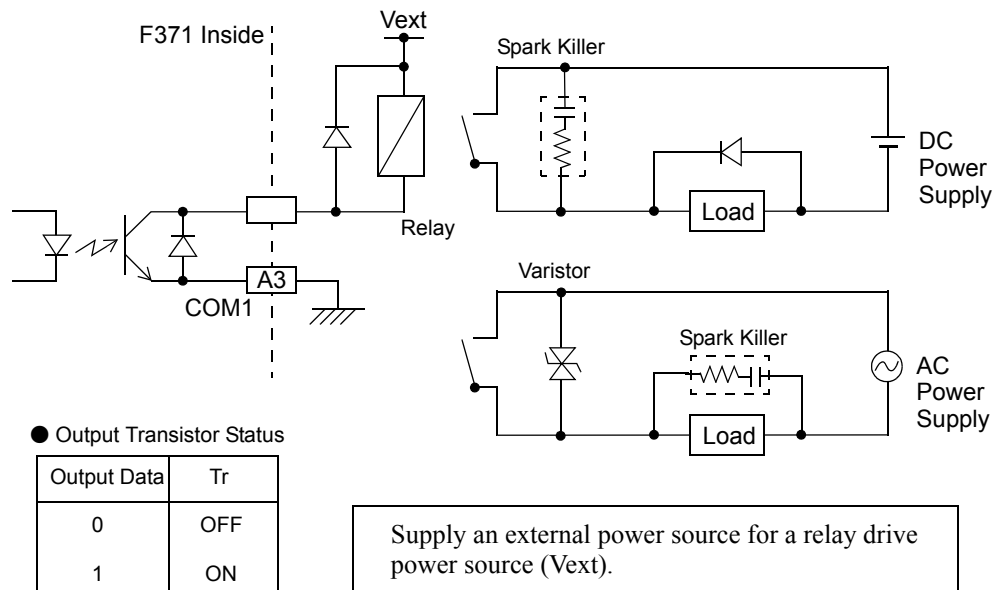 F371 Inside
Vext
Relay
A3
COM1
Spark Killer
DC
Power
Supply
Load
Varistor
Spark Killer
AC
Power
Supply
Load
● Output Transistor Status
Output Data Tr
0 OFF
1 ON
Supply an external power source for a relay drive
power source (Vext).